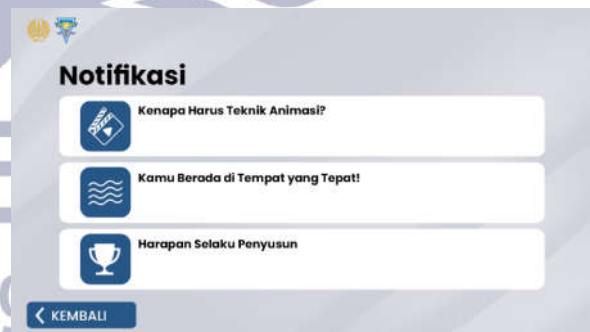 Notifikasi
Kenapa Harus Teknik Animasi?
Kamu Berada di Tempat yang Tepat!
Harapan Selaku Penyusun
KEMBALI